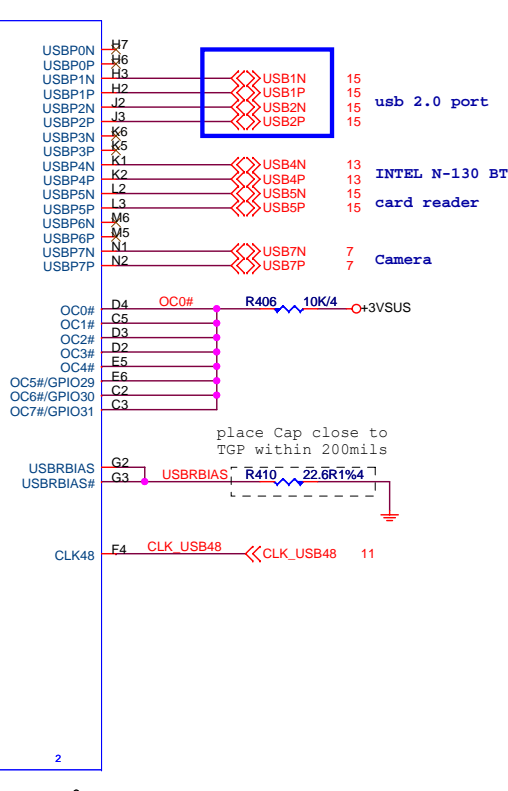 USBP0N H7
USBP0P H6
USBP1N H3 USB1N 15
USBP1P H2 USB1P 15 usb 2.0 port
USBP2N J2 USB2N 15
USBP2P J3 USB2P 15
USBP3N K6
USBP3P K5
USBP4N K1 USB4N 13
USBP4P K2 USB4P 13 INTEL N-130 BT
USBP5N L2 USB5N 15
USBP5P L3 USB5P 15 card reader
USBP6N M6
USBP6P M5
USBP7N N1 USB7N 7
USBP7P N2 USB7P 7 Camera
OC0# D4 OC0# R406 10K/4 +3VSUS
OC1# C5
OC2# D3
OC3# D2
OC4# E5
OC5#/GPIO29 E6
OC6#/GPIO30 C2
OC7#/GPIO31 C3
place Cap close to
TGP within 200mils
USBRBIAS G2
USBRBIAS# G3 USBRBIAS R410 22.6R1%4
CLK48 F4 CLK_USB48 CLK_USB48 11
2